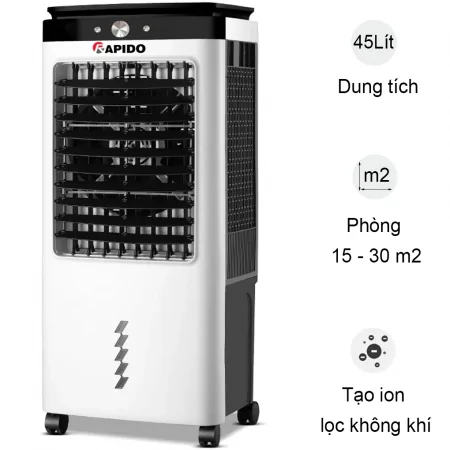 RAPIDO
45Lít
Dung tích
m2
Phòng
15 - 30 m2
Tạo ion
lọc không khí